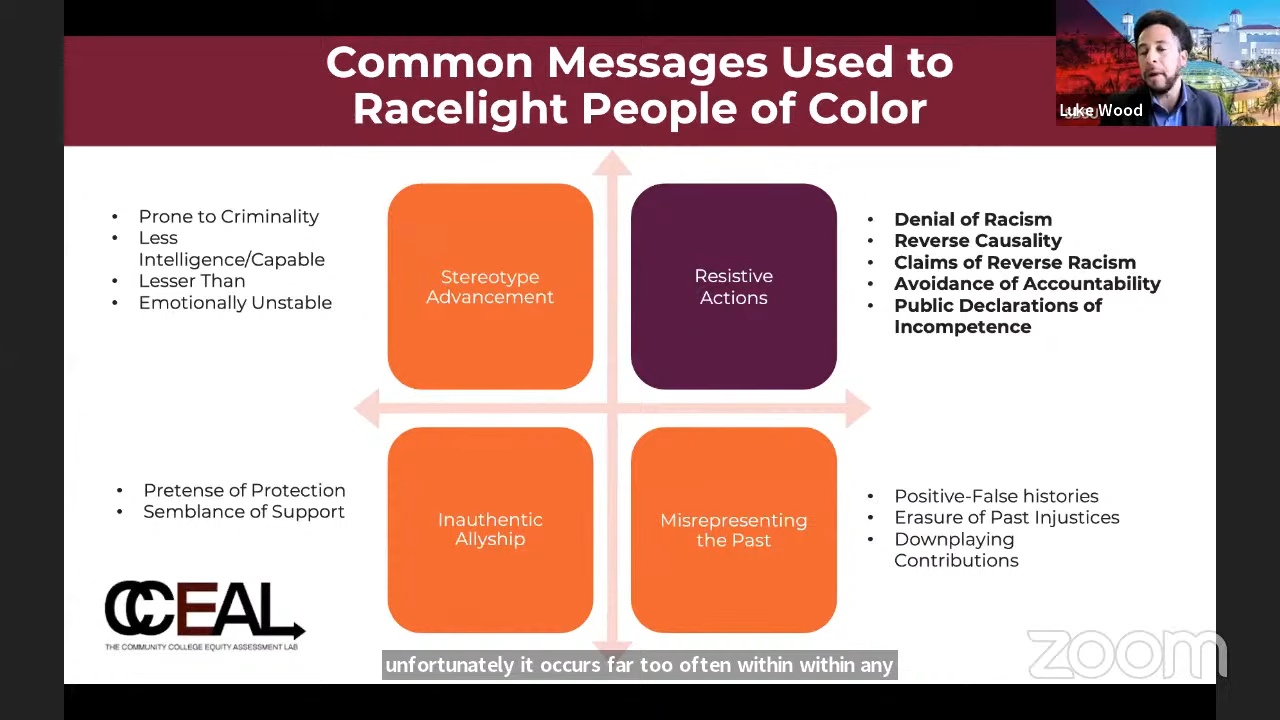 Common Messages Used to
Racelight People of Color
Luke Wood
• Prone to Criminality
• Less
Intelligence/Capable
• Lesser Than
• Emotionally Unstable
Stereotype
Advancement
Resistive
Actions
• Denial of Racism
• Reverse Causality
• Claims of Reverse Racism
• Avoidance of Accountability
• Public Declarations of
Incompetence
• Pretense of Protection
• Semblance of Support
Inauthentic
Allyship
Misrepresenting
the Past
• Positive-False histories
• Erasure of Past Injustices
• Downplaying
Contributions
CCEAL
THE COMMUNITY COLLEGE EQUITY ASSESSMENT LAB
unfortunately it occurs far too often within within any
zoom